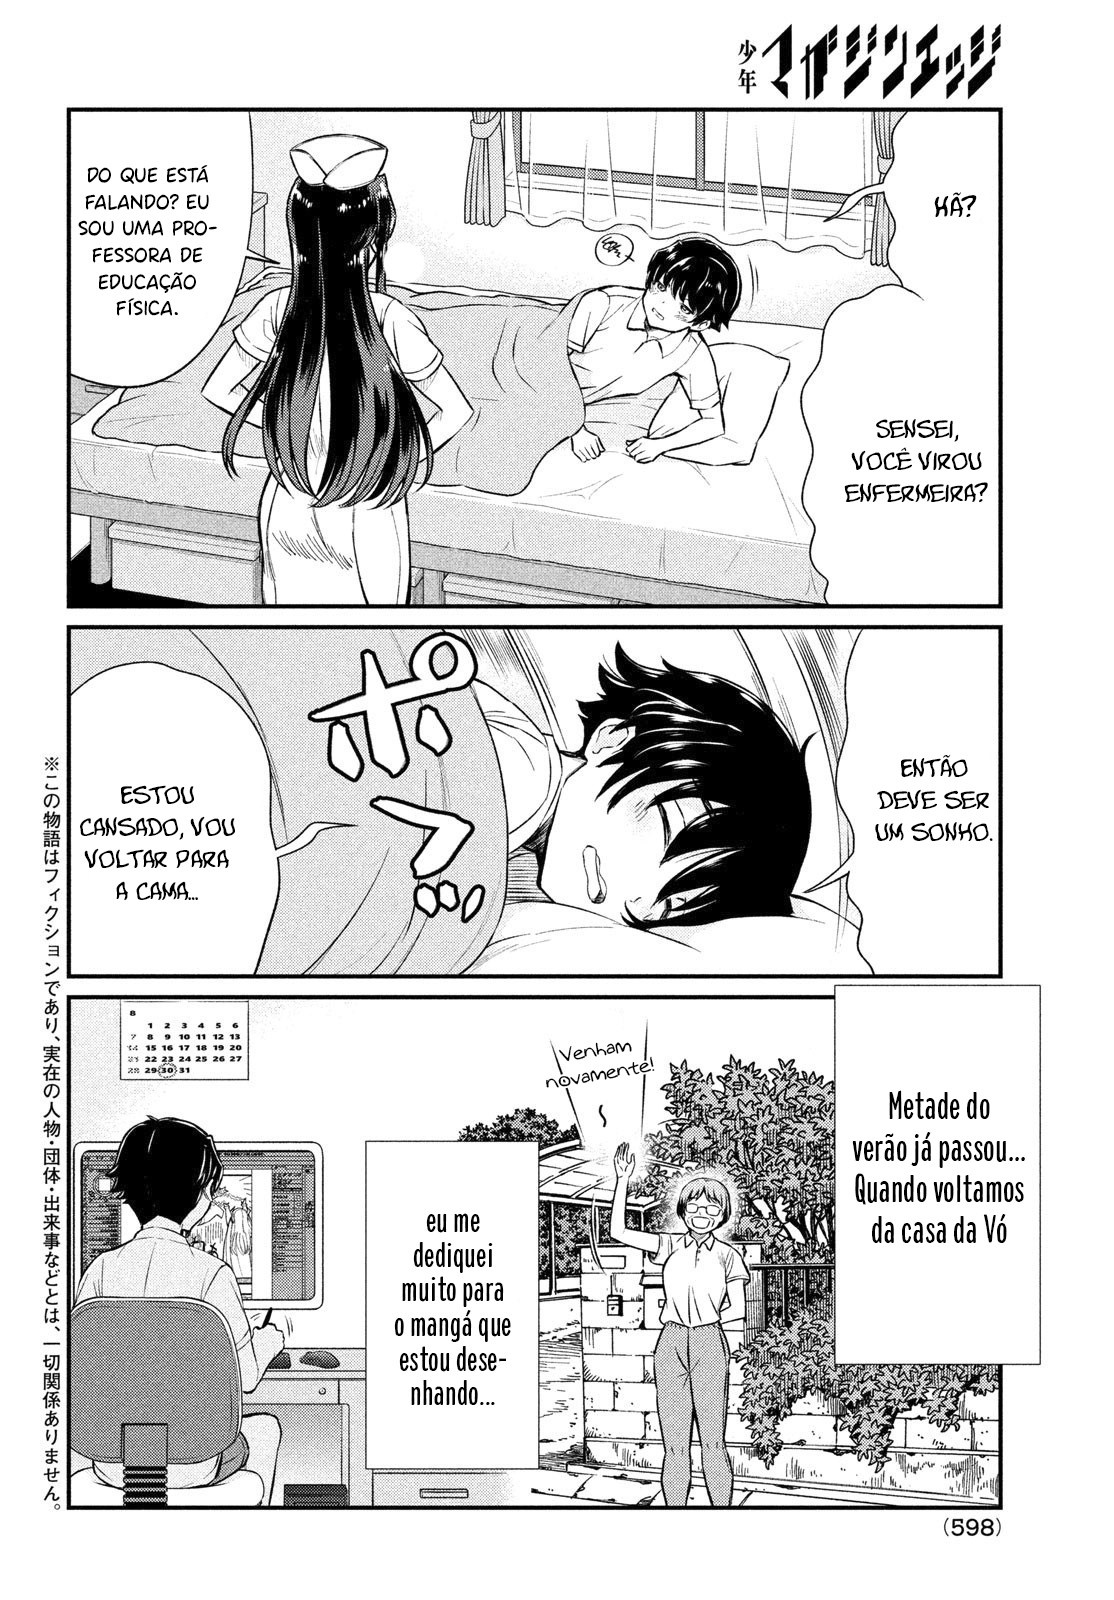 少年マガジンエッジ
HÃ?
SENSEI,
VOCÊ VIROU
ENFERMEIRA?
DO QUE ESTÁ
FALANDO? EU
SOU UMA PRO-
FESSORA DE
EDUCAÇÃO
FÍSICA.
ENTÃO
DEVE SER
UM SONHO.
ポフッ
ESTOU
CANSADO, VOU
VOLTAR PARA
A CAMA...
Metade do
verão já passou...
Quando voltamos
da casa da Vó
Venham
novamente!
eu me
dediquei
muito para
o mangá que
estou dese-
nhando...
8
1 2 3 4 5 6
7 8 9 10 11 12 13
14 15 16 17 18 19 20
21 22 23 24 25 26 27
28 29 30 31
※この物語はフィクションであり、実在の人物・団体・出来事などとは、一切関係ありません。
(598)